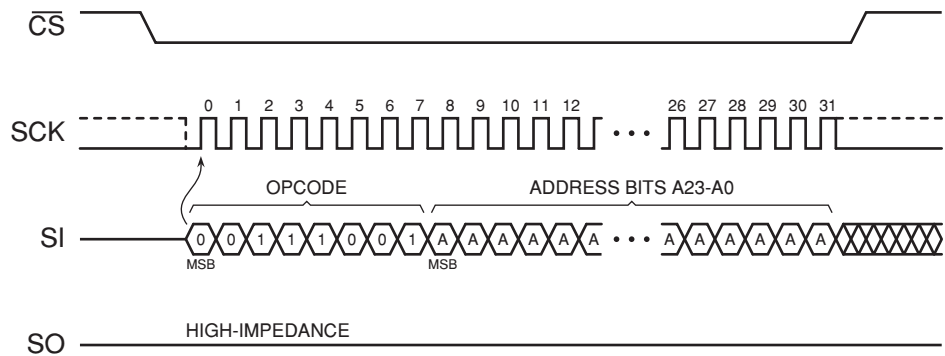 CS
SCK
0 1 2 3 4 5 6 7 8 9 10 11 12 26 27 28 29 30 31
OPCODE ADDRESS BITS A23-A0
SI
0 0 1 1 1 0 0 1 A A A A A A A A A A A A
MSB MSB
HIGH-IMPEDANCE
SO